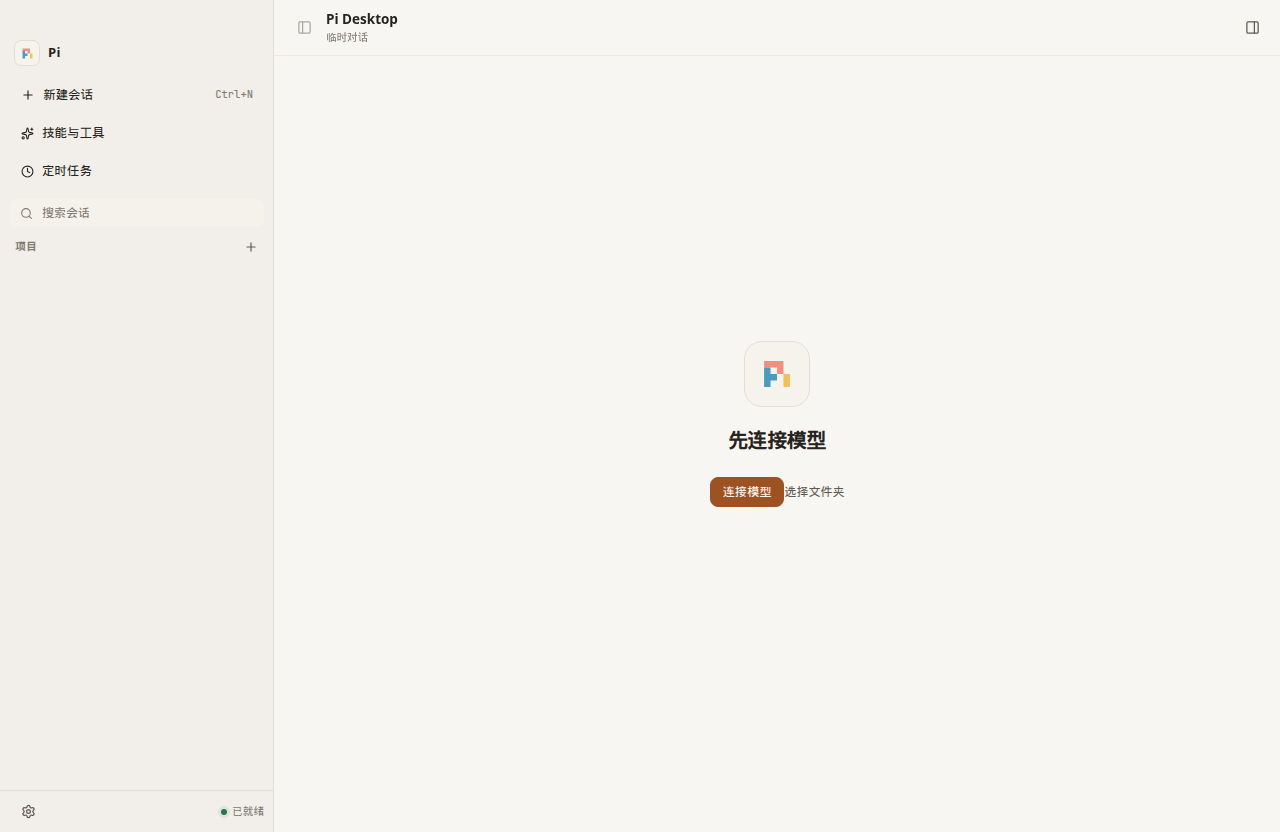 Pi
新建会话 Ctrl+N
技能与工具
定时任务
搜索会话
项目
已就绪
Pi Desktop
临时对话
先连接模型
连接模型 选择文件夹